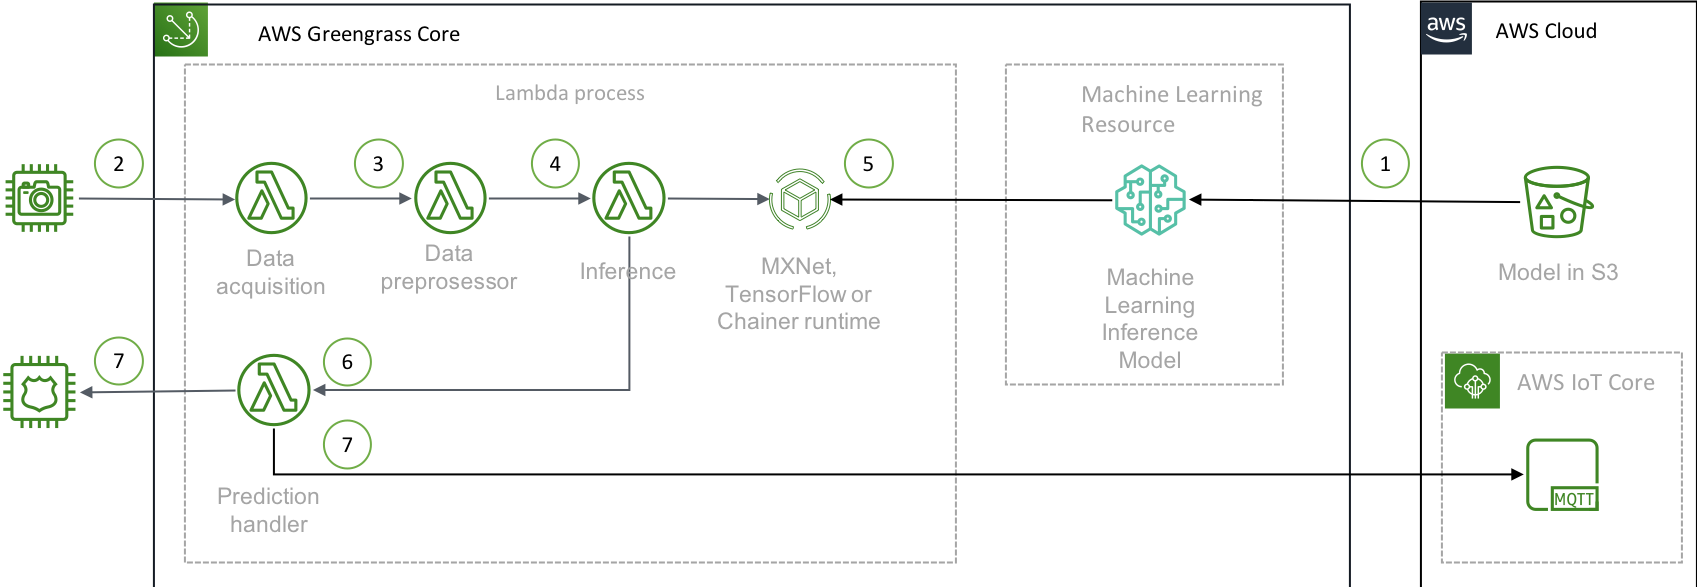 AWS Greengrass Core
aws
AWS Cloud
Lambda process
Machine Learning
Resource
2
3
4
5
1
Data
acquisition
Data
preprosessor
Inference
MXNet,
TensorFlow or
Chainer runtime
Machine
Learning
Inference
Model
Model in S3
7
6
AWS IoT Core
7
MQTT
Prediction
handler